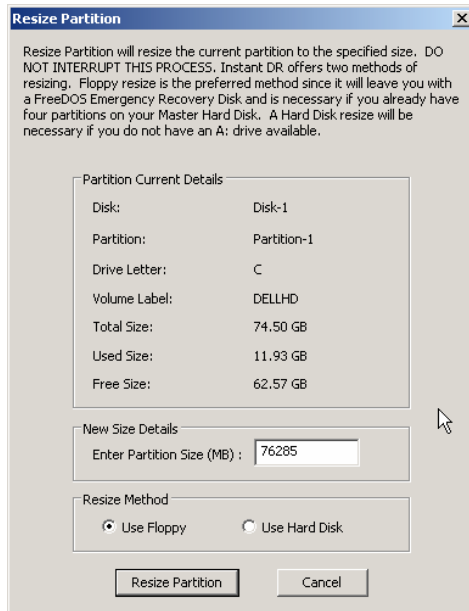 Resize Partition
Resize Partition will resize the current partition to the specified size. DO
NOT INTERRUPT THIS PROCESS. Instant DR offers two methods of
resizing. Floppy resize is the preferred method since it will leave you with
a FreeDOS Emergency Recovery Disk and is necessary if you already have
four partitions on your Master Hard Disk. A Hard Disk resize will be
necessary if you do not have an A: drive available.
Partition Current Details
Disk: Disk-1
Partition: Partition-1
Drive Letter: C
Volume Label: DELLHD
Total Size: 74.50 GB
Used Size: 11.93 GB
Free Size: 62.57 GB
New Size Details
Enter Partition Size (MB) : 76285
Resize Method
Use Floppy Use Hard Disk
Resize Partition Cancel